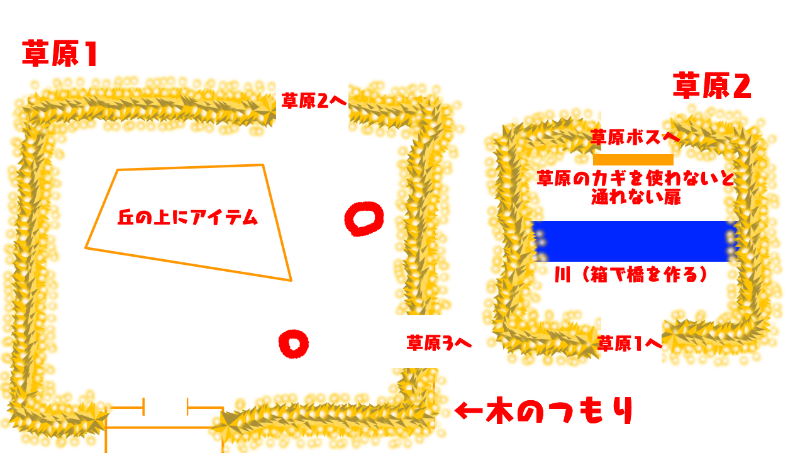 草原1
草原2へ
丘の上にアイテム
草原3へ
草原2
草原ボスへ
草原のカギを使わないと
通れない扉
川（箱で橋を作る）
草原1へ
←木のつもり